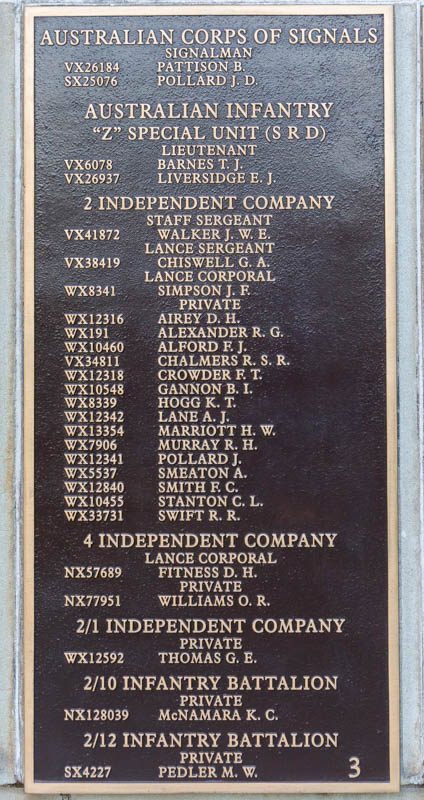 AUSTRALIAN CORPS OF SIGNALS
SIGNALMAN
VX26184 PATTISON B.
SX25076 POLLARD J. D.
AUSTRALIAN INFANTRY
“Z” SPECIAL UNIT (S R D)
LIEUTENANT
VX6078 BARNES T. J.
VX26937 LIVERSIDGE E. J.
2 INDEPENDENT COMPANY
STAFF SERGEANT
VX41872 WALKER J. W. E.
LANCE SERGEANT
VX38419 CHISWELL G. A.
LANCE CORPORAL
WX8341 SIMPSON J. F.
PRIVATE
WX12316 AIREY D. H.
WX191 ALEXANDER R. G.
WX10460 ALFORD F. J.
VX34811 CHALMERS R. S. R.
WX12318 CROWDER F. T.
WX10548 GANNON B. I.
WX8339 HOGG K. T.
WX12342 LANE A. J.
WX13354 MARRIOTT H. W.
WX7906 MURRAY R. H.
WX12341 POLLARD J.
WX5537 SMEATON A.
WX12840 SMITH F. C.
WX10455 STANTON C. L.
WX33731 SWIFT R. R.
4 INDEPENDENT COMPANY
LANCE CORPORAL
NX57689 FITNESS D. H.
PRIVATE
NX77951 WILLIAMS O. R.
2/1 INDEPENDENT COMPANY
PRIVATE
WX12592 THOMAS G. E.
2/10 INFANTRY BATTALION
PRIVATE
NX128039 McNAMARA K. C.
2/12 INFANTRY BATTALION
PRIVATE
SX4227 PEDLER M. W.
3